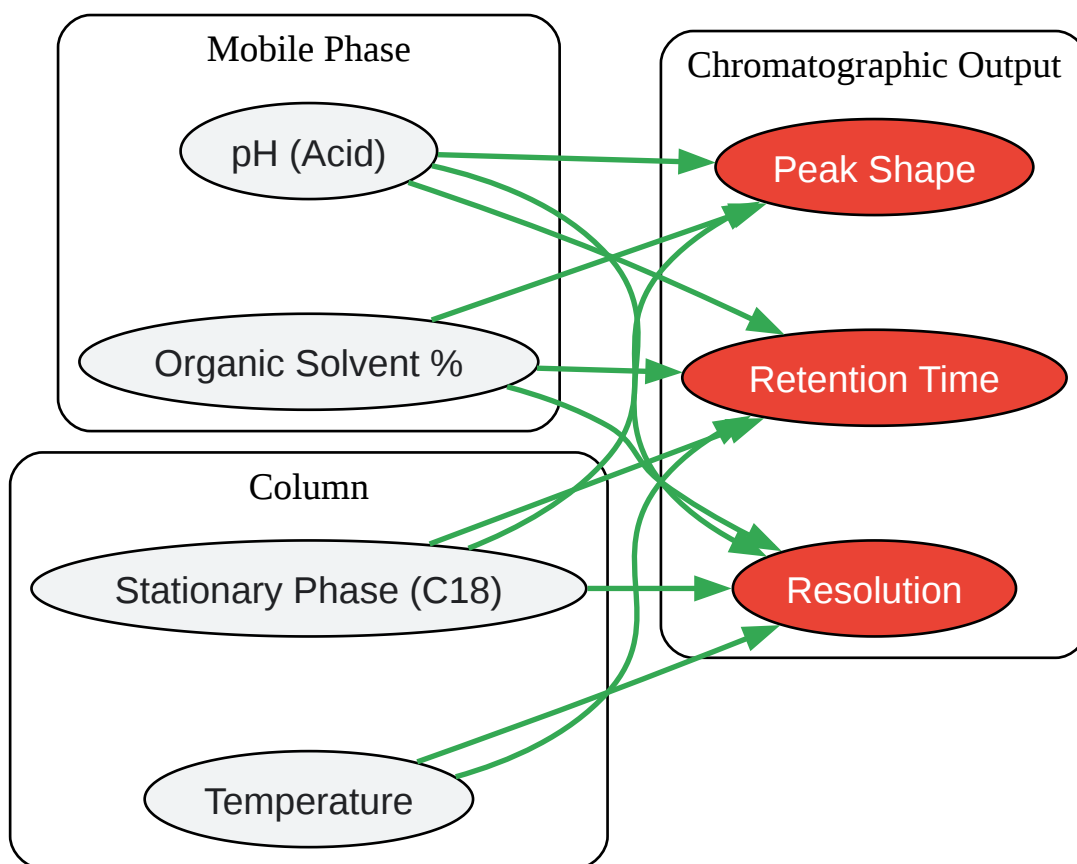 Mobile Phase
pH (Acid)
Organic Solvent %
Column
Stationary Phase (C18)
Temperature
Chromatographic Output
Peak Shape
Retention Time
Resolution